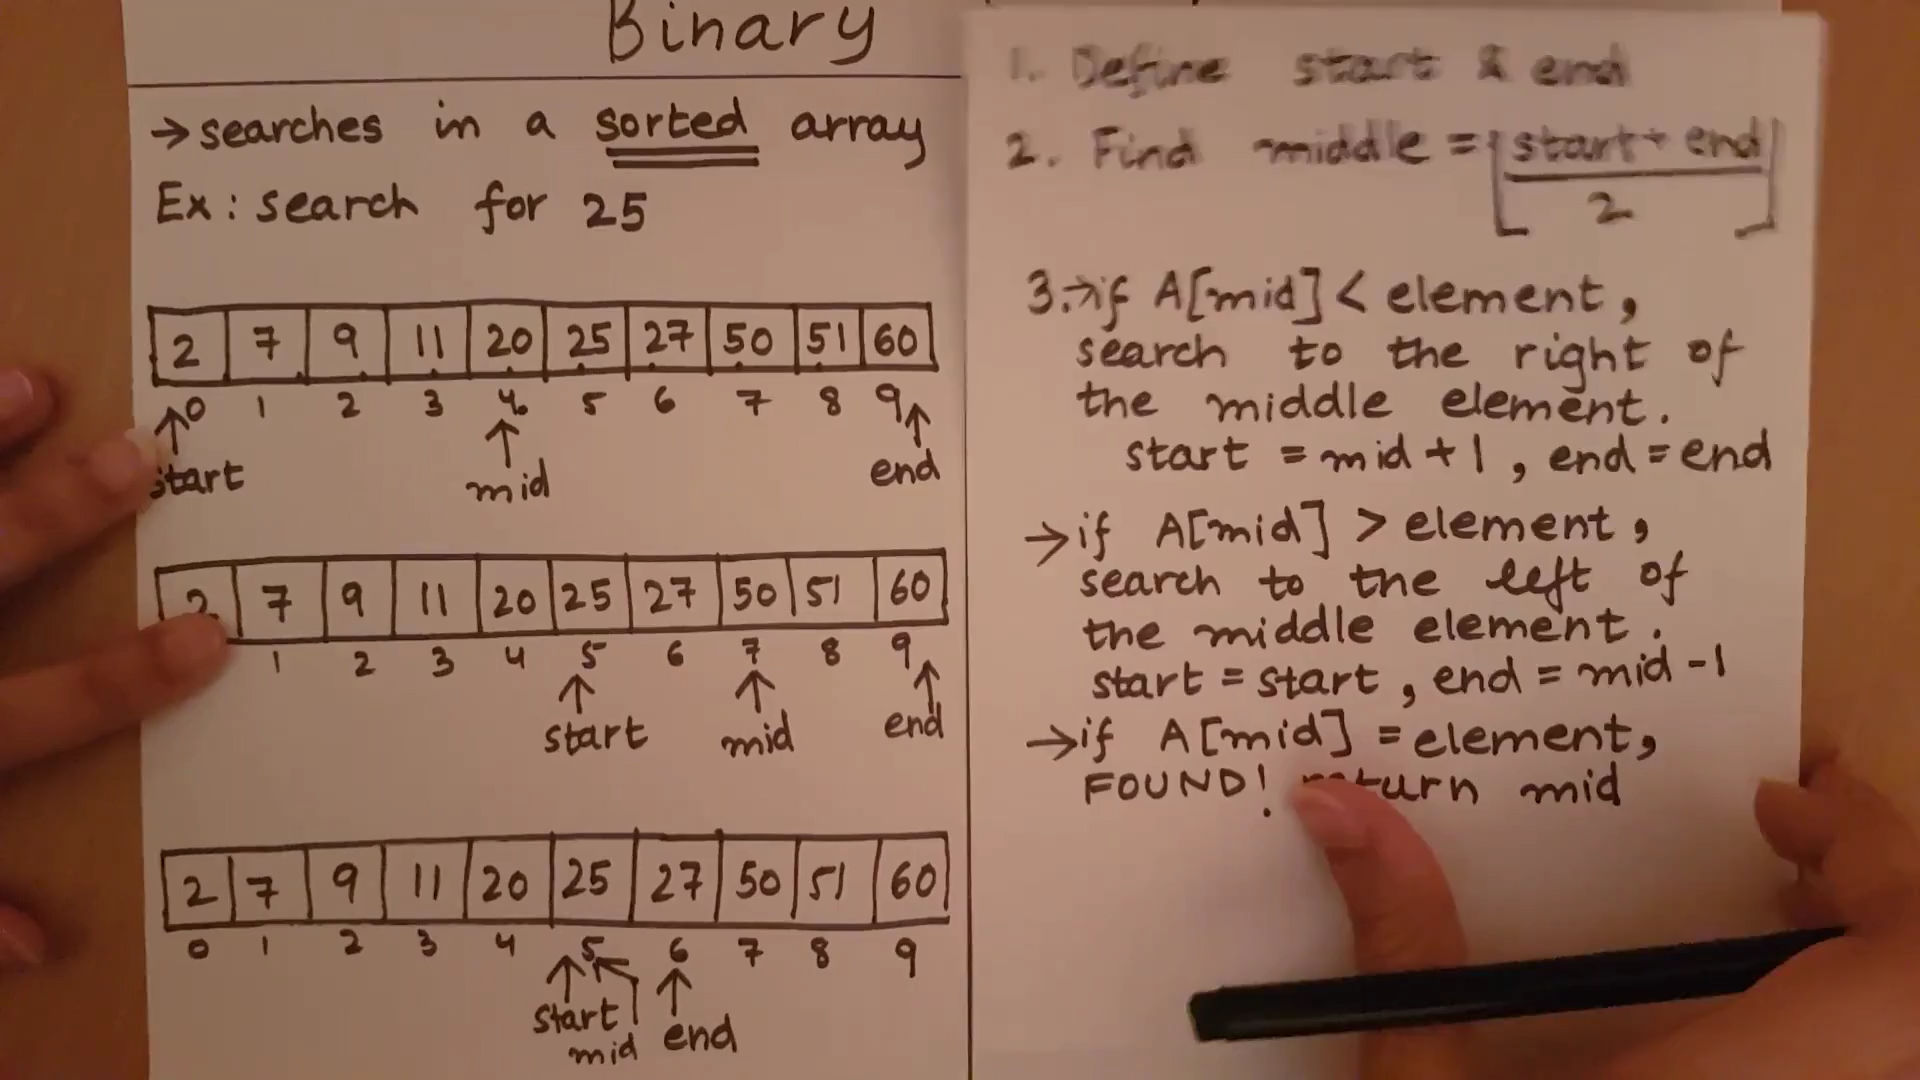 Binary
→ searches in a sorted array
Ex: search for 25
2 7 9 11 20 25 27 50 51 60
0 1 2 3 4 5 6 7 8 9
start mid end
2 7 9 11 20 25 27 50 51 60
1 2 3 4 5 6 7 8 9
start mid end
2 7 9 11 20 25 27 50 51 60
0 1 2 3 4 5 6 7 8 9
start mid end
1. Define start & end
2. Find middle = ⌊(start + end)/2⌋
3.→if A[mid] < element,
search to the right of
the middle element.
start = mid + 1, end = end
→if A[mid] > element,
search to the left of
the middle element.
start = start, end = mid - 1
→if A[mid] = element,
FOUND! return mid